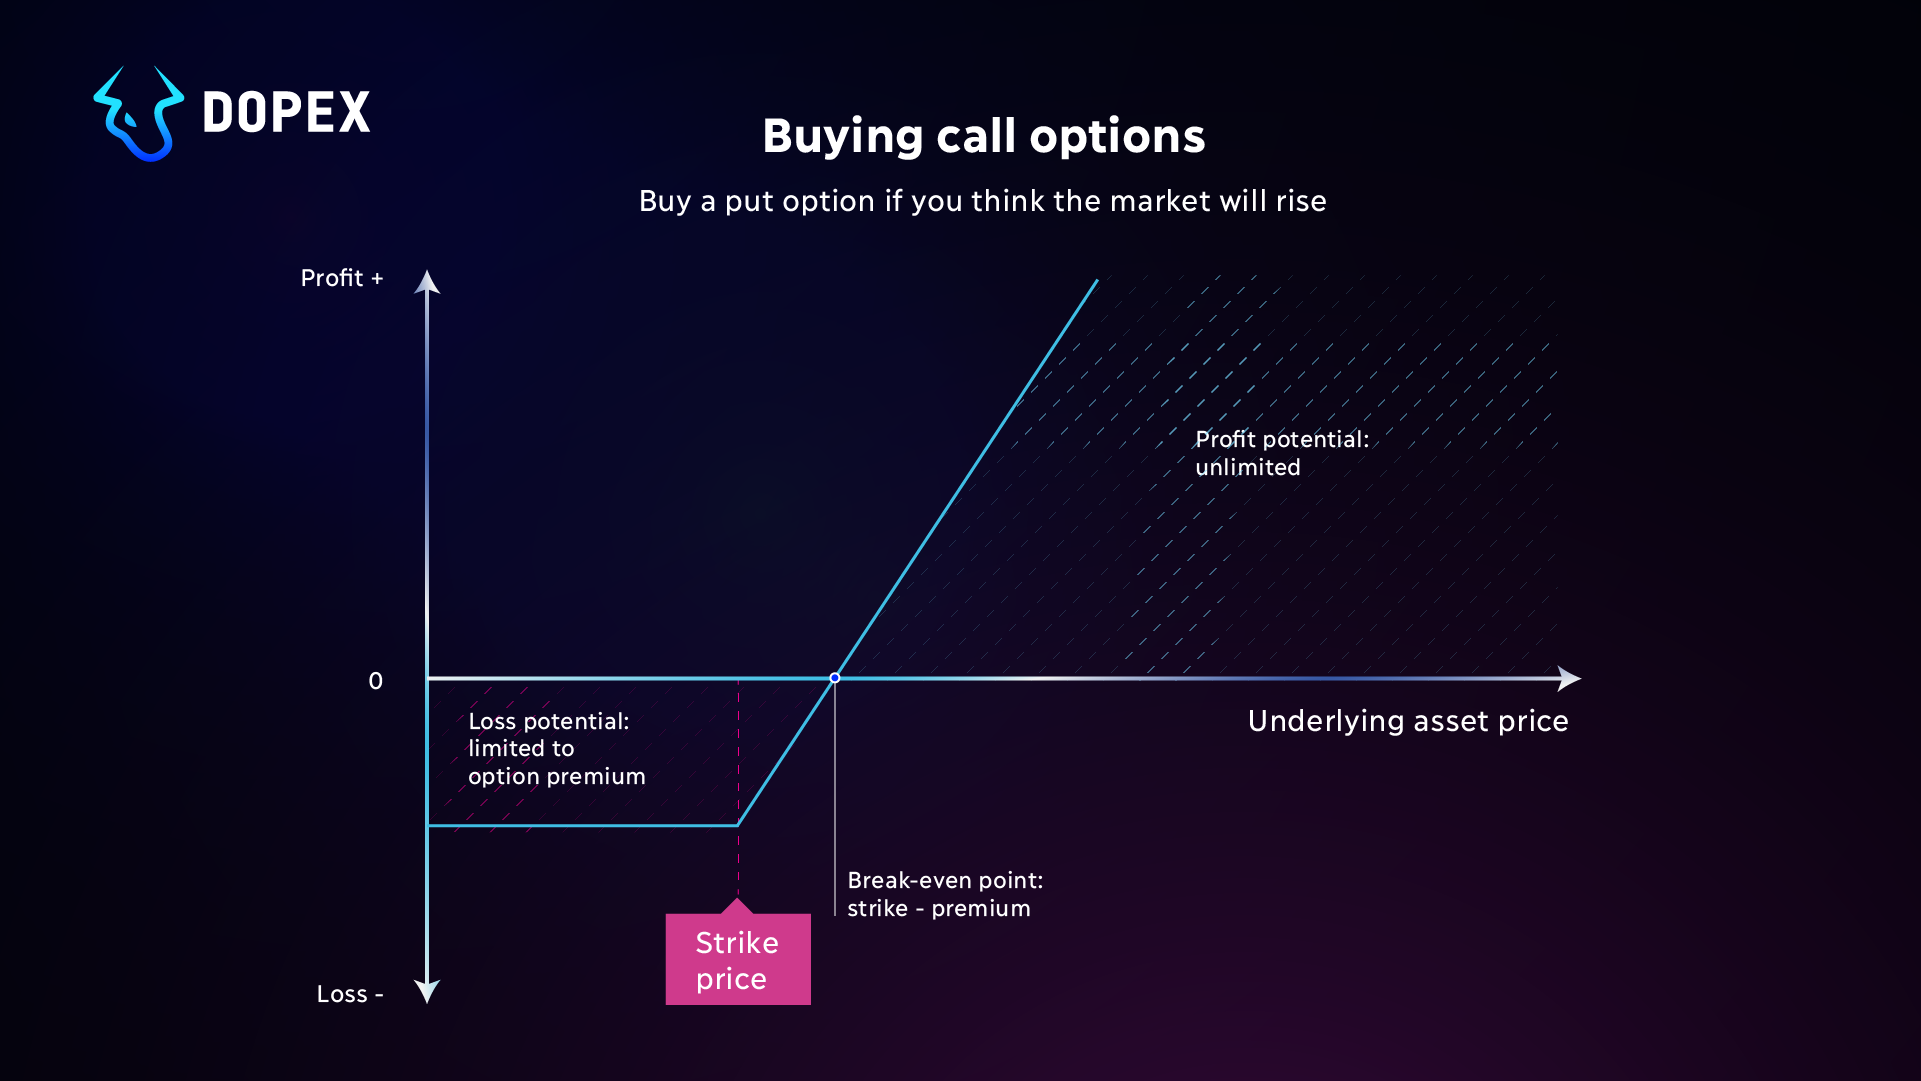 DOPEX
Buying call options
Buy a put option if you think the market will rise
Profit +
Profit potential:
unlimited
0
Loss potential:
limited to
option premium
Underlying asset price
Break-even point:
strike - premium
Strike
price
Loss -